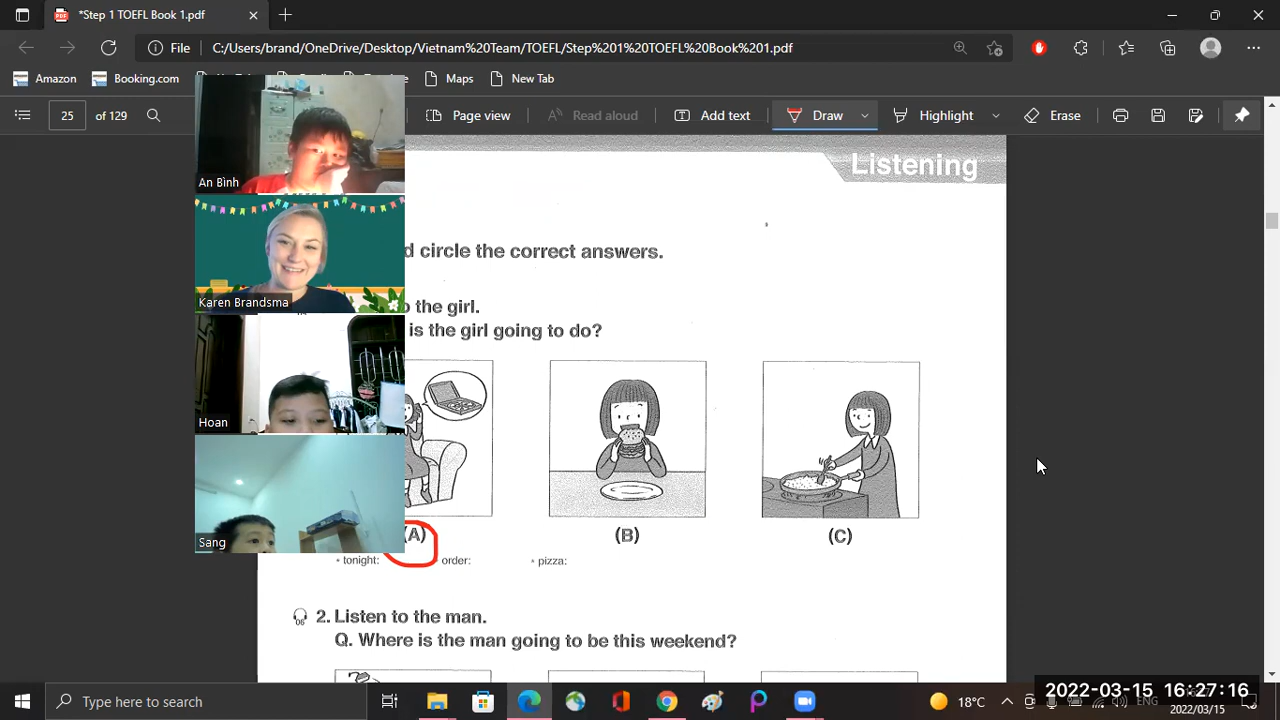 *Step 1 TOEFL Book 1.pdf
File C:/Users/brand/OneDrive/Desktop/Vietnam%20Team/TOEFL/Step%201%20TOEFL%20Book%201.pdf
Amazon Booking.com Maps New Tab
25 of 129 Page view Read aloud Add text Draw Highlight Erase
Listening
An Bình
d circle the correct answers.
Karen Brandsma
o the girl.
is the girl going to do?
Hoan
Sang
(A) (B) (C)
* tonight: order: * pizza:
06 2. Listen to the man.
Q. Where is the man going to be this weekend?
Type here to search
18°C
ENG
2022-03-15 16:27:16
2022/03/15